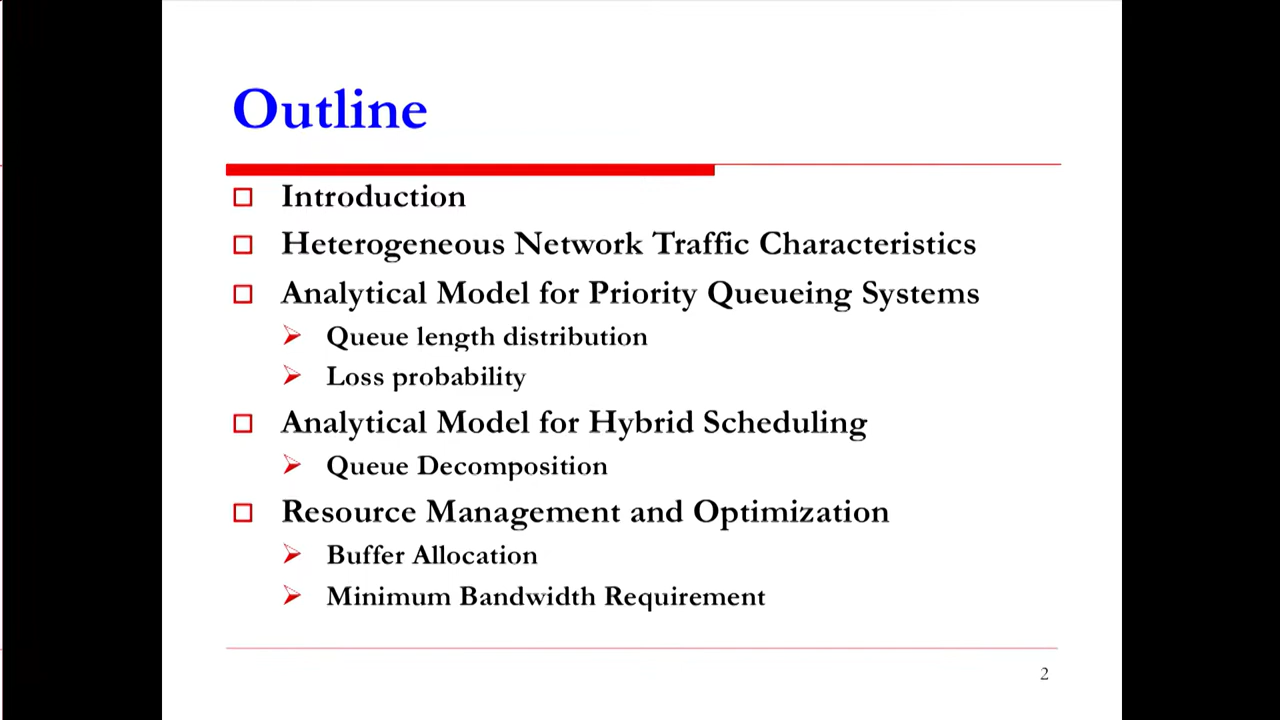 Outline
Introduction
Heterogeneous Network Traffic Characteristics
Analytical Model for Priority Queueing Systems
Queue length distribution
Loss probability
Analytical Model for Hybrid Scheduling
Queue Decomposition
Resource Management and Optimization
Buffer Allocation
Minimum Bandwidth Requirement
2